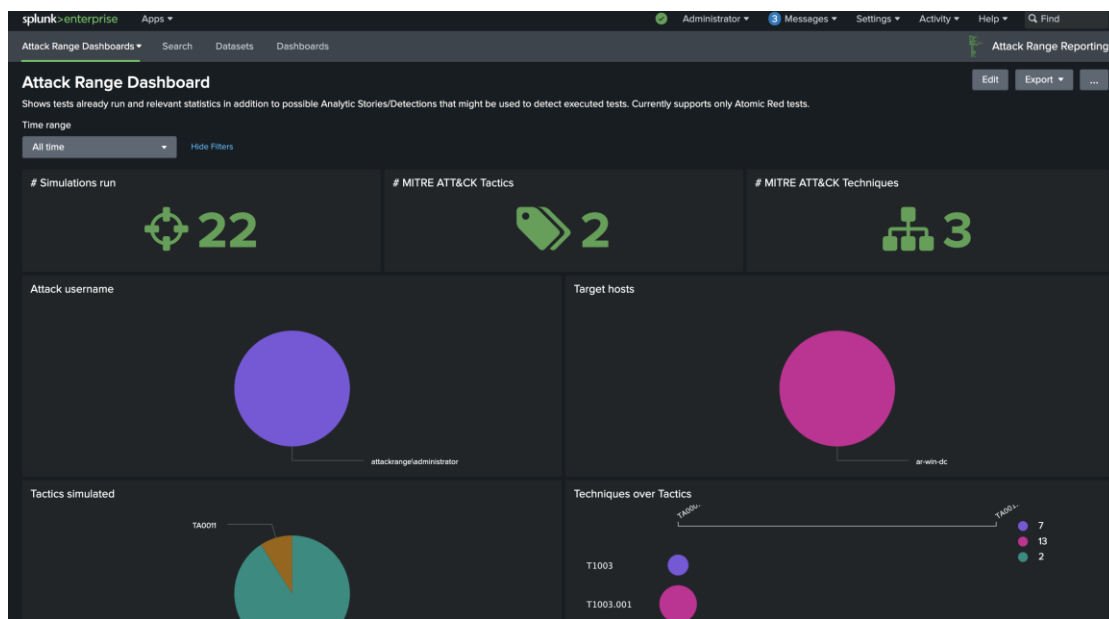 splunk>enterprise Apps Administrator 3 Messages Settings Activity Help Find
Attack Range Dashboards Search Datasets Dashboards Attack Range Reporting
Attack Range Dashboard Edit Export ...
Shows tests already run and relevant statistics in addition to possible Analytic Stories/Detections that might be used to detect executed tests. Currently supports only Atomic Red tests.
Time range
All time Hide Filters
# Simulations run # MITRE ATT&CK Tactics # MITRE ATT&CK Techniques
22 2 3
Attack username Target hosts
attackrange\administrator ar-win-dc
Tactics simulated Techniques over Tactics
TA0011
7
13
2
T1003
T1003.001